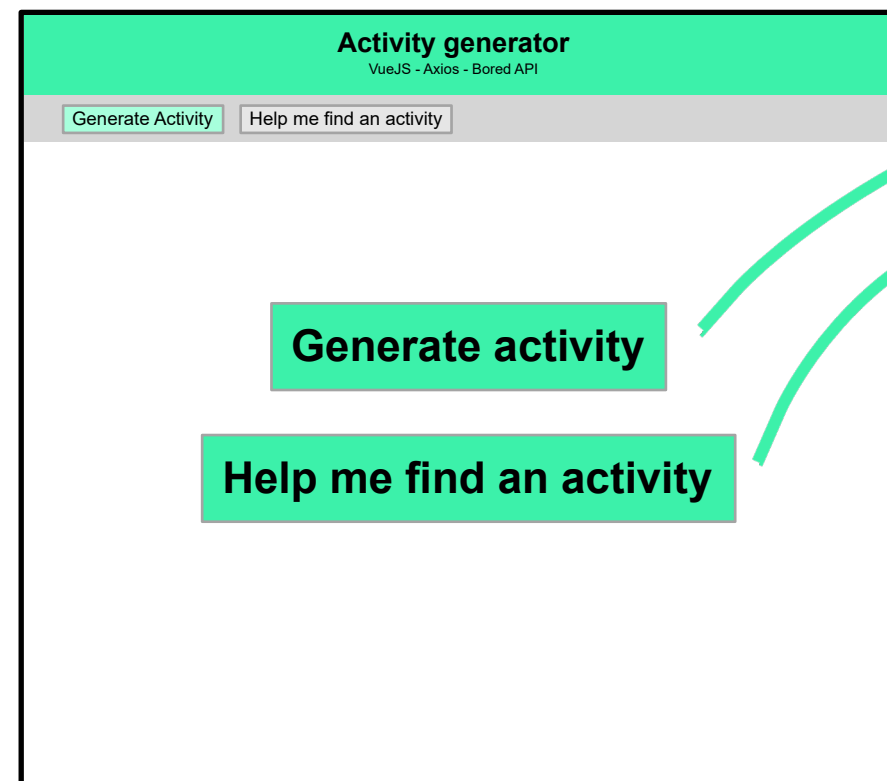 Activity generator
VueJS - Axios - Bored API
Generate Activity
Help me find an activity
Generate activity
Help me find an activity